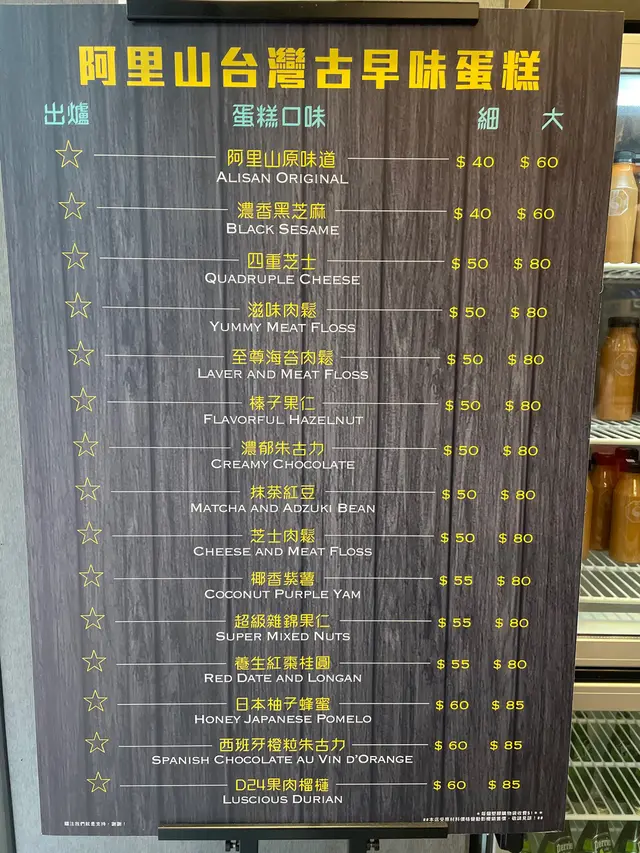 阿里山台灣古早味蛋糕
出爐 蛋糕口味 細 大
☆ 阿里山原味道 $ 40 $ 60
ALISAN ORIGINAL
☆ 濃香黑芝麻 $ 40 $ 60
BLACK SESAME
☆ 四重芝士 $ 50 $ 80
QUADRUPLE CHEESE
☆ 滋味肉鬆 $ 50 $ 80
YUMMY MEAT FLOSS
☆ 至尊海苔肉鬆 $ 50 $ 80
LAVER AND MEAT FLOSS
☆ 榛子果仁 $ 50 $ 80
FLAVORFUL HAZELNUT
☆ 濃郁朱古力 $ 50 $ 80
CREAMY CHOCOLATE
☆ 抹茶紅豆 $ 50 $ 80
MATCHA AND ADZUKI BEAN
☆ 芝士肉鬆 $ 50 $ 80
CHEESE AND MEAT FLOSS
☆ 椰香紫薯 $ 55 $ 80
COCONUT PURPLE YAM
☆ 超級雜錦果仁 $ 55 $ 80
SUPER MIXED NUTS
☆ 養生紅棗桂圓 $ 55 $ 80
RED DATE AND LONGAN
☆ 日本柚子蜂蜜 $ 60 $ 85
HONEY JAPANESE POMELO
☆ 西班牙橙粒朱古力 $ 60 $ 85
SPANISH CHOCOLATE AU VIN D'ORANGE
☆ D24果肉榴槤 $ 60 $ 85
LUSCIOUS DURIAN